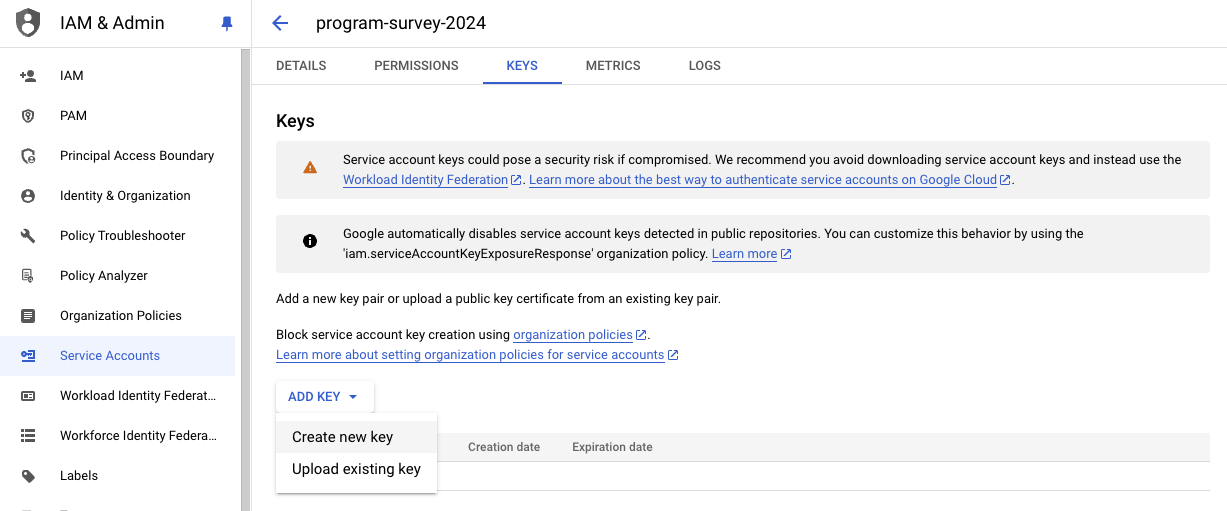 IAM & Admin
IAM
PAM
Principal Access Boundary
Identity & Organization
Policy Troubleshooter
Policy Analyzer
Organization Policies
Service Accounts
Workload Identity Federat...
Workforce Identity Federa...
Labels
program-survey-2024
DETAILS
PERMISSIONS
KEYS
METRICS
LOGS
Keys
Service account keys could pose a security risk if compromised. We recommend you avoid downloading service account keys and instead use the
Workload Identity Federation. Learn more about the best way to authenticate service accounts on Google Cloud.
Google automatically disables service account keys detected in public repositories. You can customize this behavior by using the
'iam.serviceAccountKeyExposureResponse' organization policy. Learn more
Add a new key pair or upload a public key certificate from an existing key pair.
Block service account key creation using organization policies.
Learn more about setting organization policies for service accounts
ADD KEY
Create new key
Upload existing key
Creation date
Expiration date